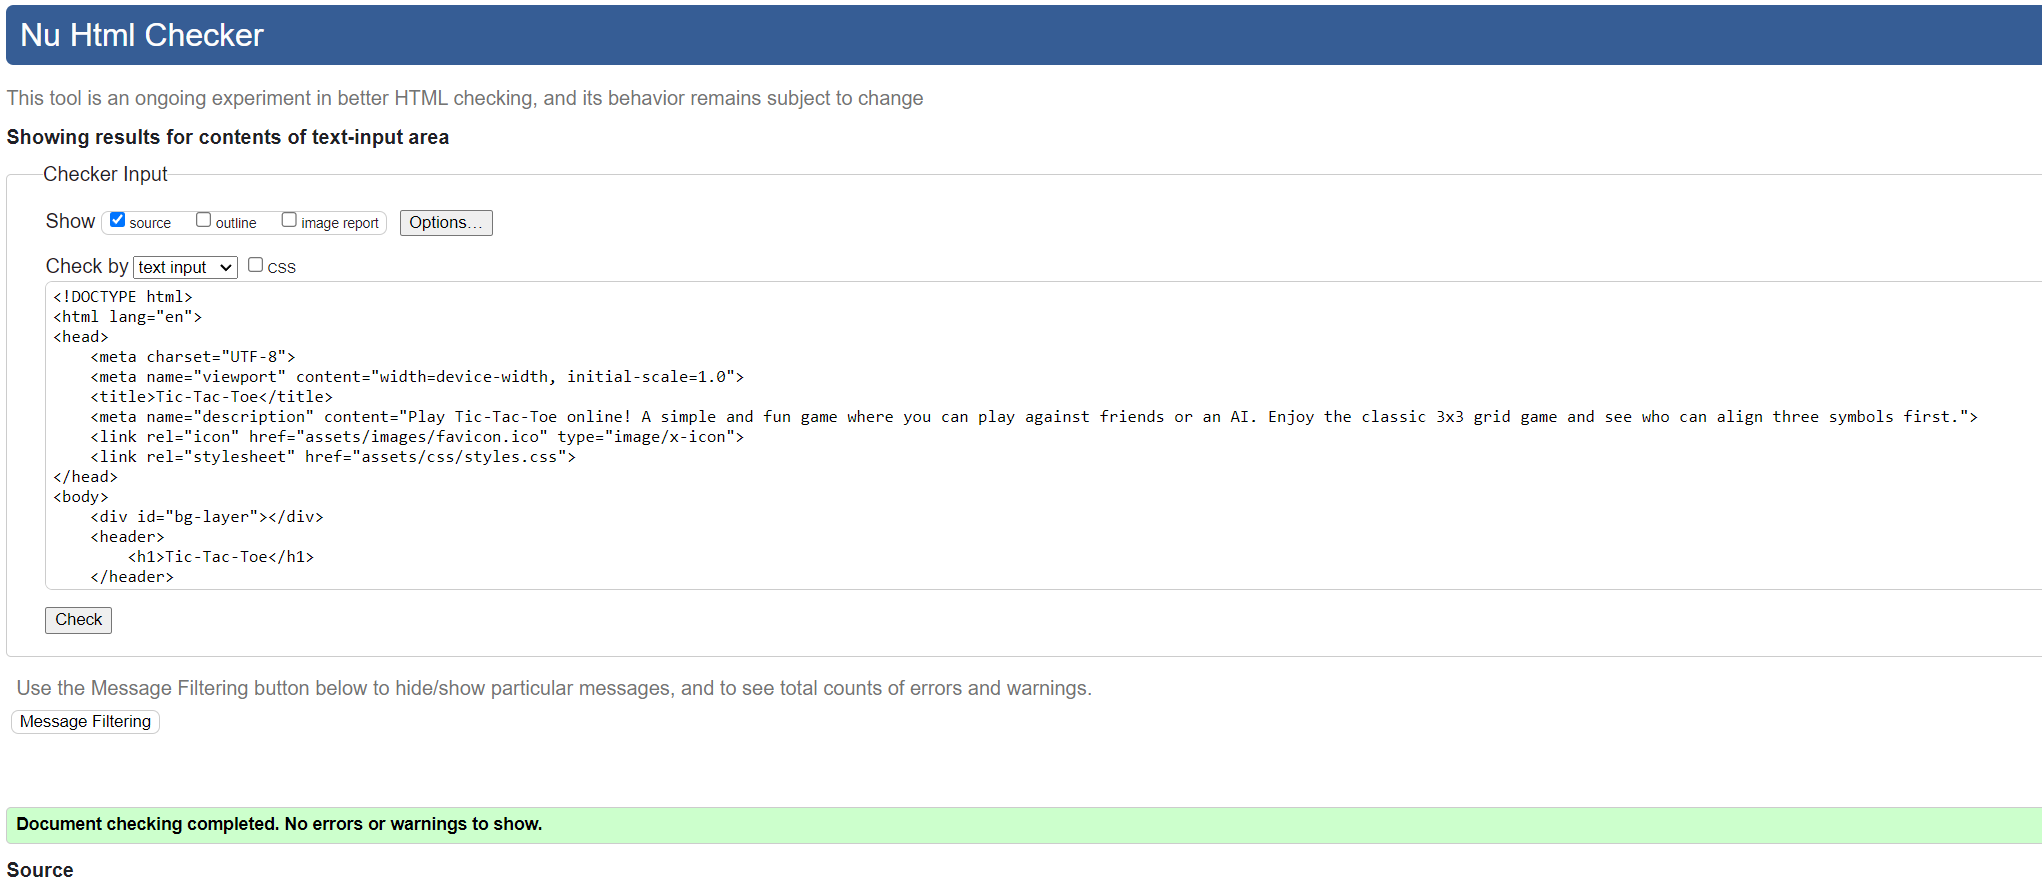 Nu Html Checker
This tool is an ongoing experiment in better HTML checking, and its behavior remains subject to change
Showing results for contents of text-input area
Checker Input
Show source outline image report Options...
Check by text input CSS
<!DOCTYPE html>
<html lang="en">
<head>
    <meta charset="UTF-8">
    <meta name="viewport" content="width=device-width, initial-scale=1.0">
    <title>Tic-Tac-Toe</title>
    <meta name="description" content="Play Tic-Tac-Toe online! A simple and fun game where you can play against friends or an AI. Enjoy the classic 3x3 grid game and see who can align three symbols first.">
    <link rel="icon" href="assets/images/favicon.ico" type="image/x-icon">
    <link rel="stylesheet" href="assets/css/styles.css">
</head>
<body>
    <div id="bg-layer"></div>
    <header>
        <h1>Tic-Tac-Toe</h1>
    </header>
Check
Use the Message Filtering button below to hide/show particular messages, and to see total counts of errors and warnings.
Message Filtering
Document checking completed. No errors or warnings to show.
Source